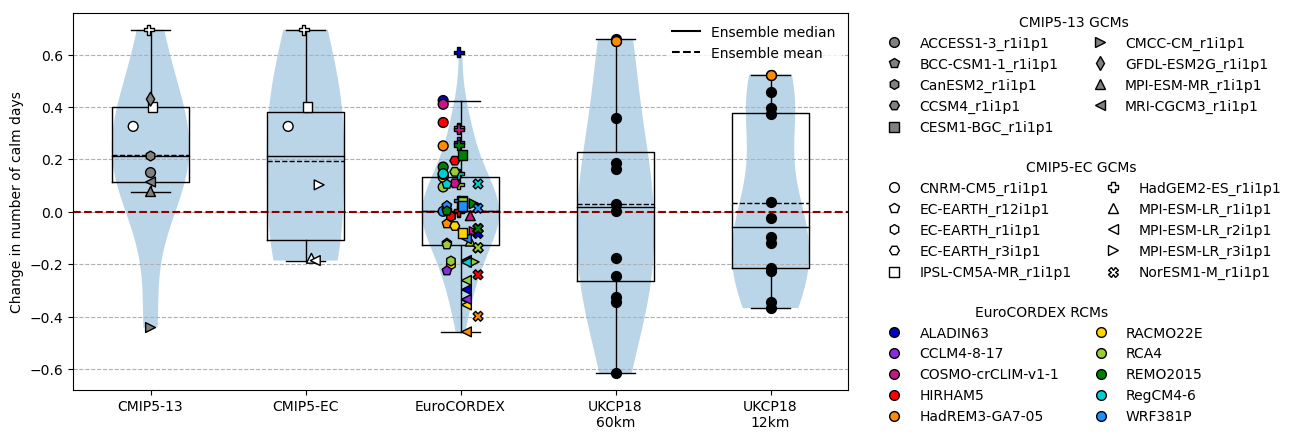 Change in number of calm days
0.6
0.4
0.2
0.0
−0.2
−0.4
−0.6
Ensemble median
Ensemble mean
CMIP5-13
CMIP5-EC
EuroCORDEX
UKCP18
60km
UKCP18
12km
CMIP5-13 GCMs
ACCESS1-3_r1i1p1
BCC-CSM1-1_r1i1p1
CanESM2_r1i1p1
CCSM4_r1i1p1
CESM1-BGC_r1i1p1
CMCC-CM_r1i1p1
GFDL-ESM2G_r1i1p1
MPI-ESM-MR_r1i1p1
MRI-CGCM3_r1i1p1
CMIP5-EC GCMs
CNRM-CM5_r1i1p1
EC-EARTH_r12i1p1
EC-EARTH_r1i1p1
EC-EARTH_r3i1p1
IPSL-CM5A-MR_r1i1p1
HadGEM2-ES_r1i1p1
MPI-ESM-LR_r1i1p1
MPI-ESM-LR_r2i1p1
MPI-ESM-LR_r3i1p1
NorESM1-M_r1i1p1
EuroCORDEX RCMs
ALADIN63
CCLM4-8-17
COSMO-crCLIM-v1-1
HIRHAM5
HadREM3-GA7-05
RACMO22E
RCA4
REMO2015
RegCM4-6
WRF381P